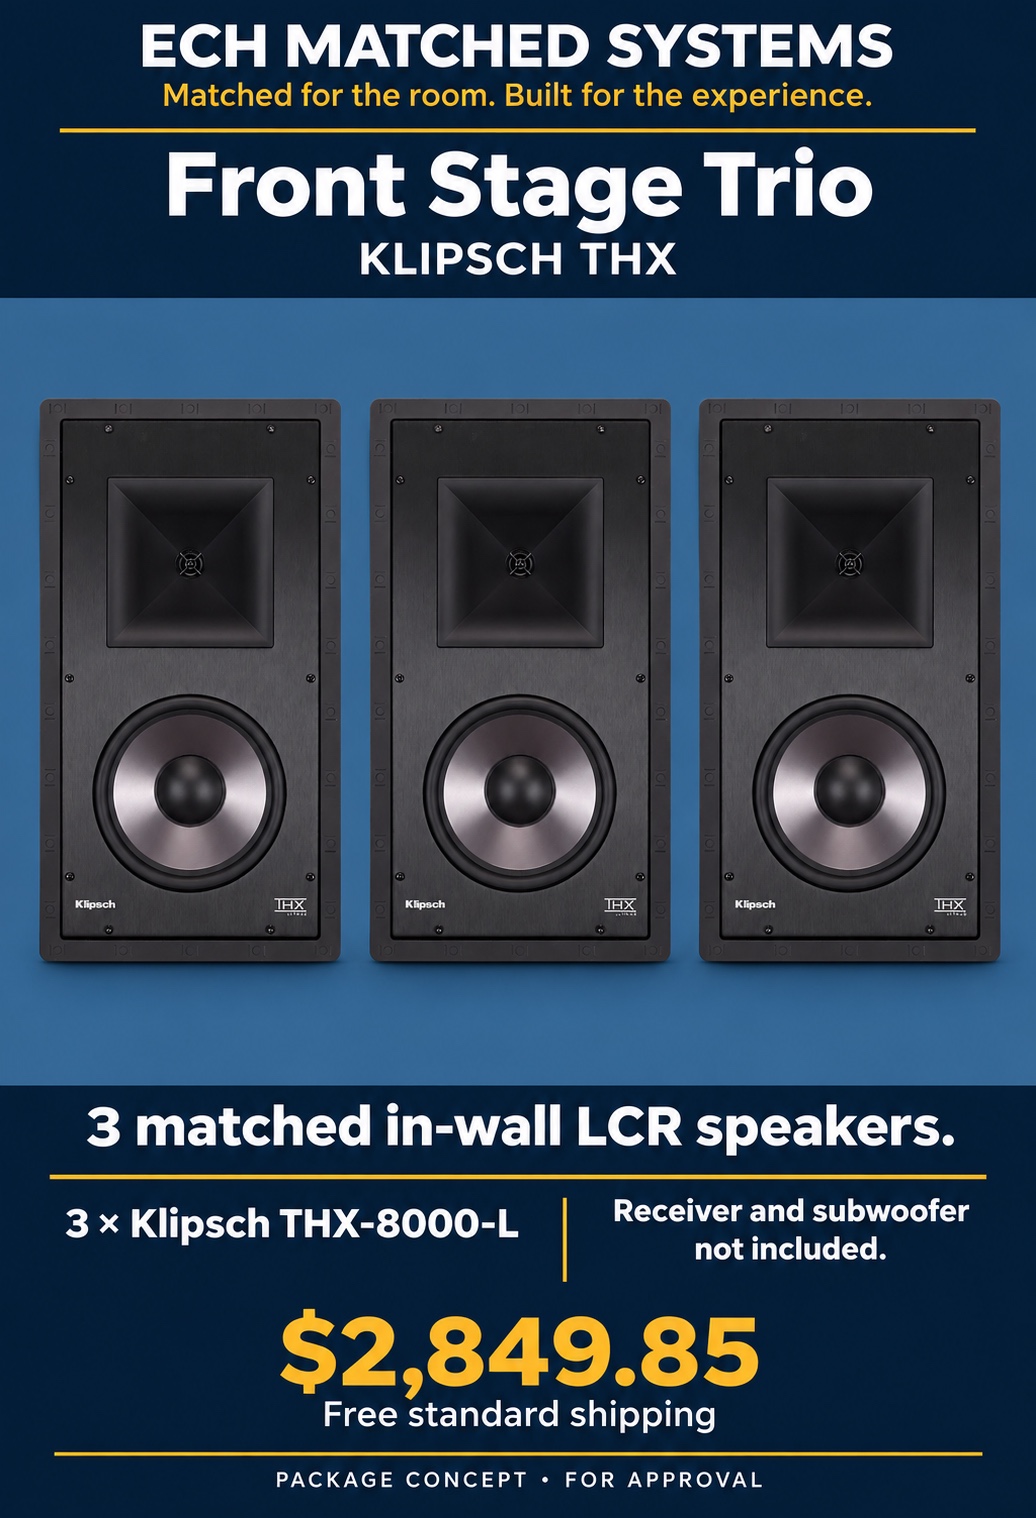 ECH MATCHED SYSTEMS
Matched for the room. Built for the experience.
Front Stage Trio
KLIPSCH THX
Klipsch
THX
Klipsch
THX
Klipsch
THX
3 matched in-wall LCR speakers.
3 × Klipsch THX-8000-L
Receiver and subwoofer
not included.
$2,849.85
Free standard shipping
PACKAGE CONCEPT • FOR APPROVAL